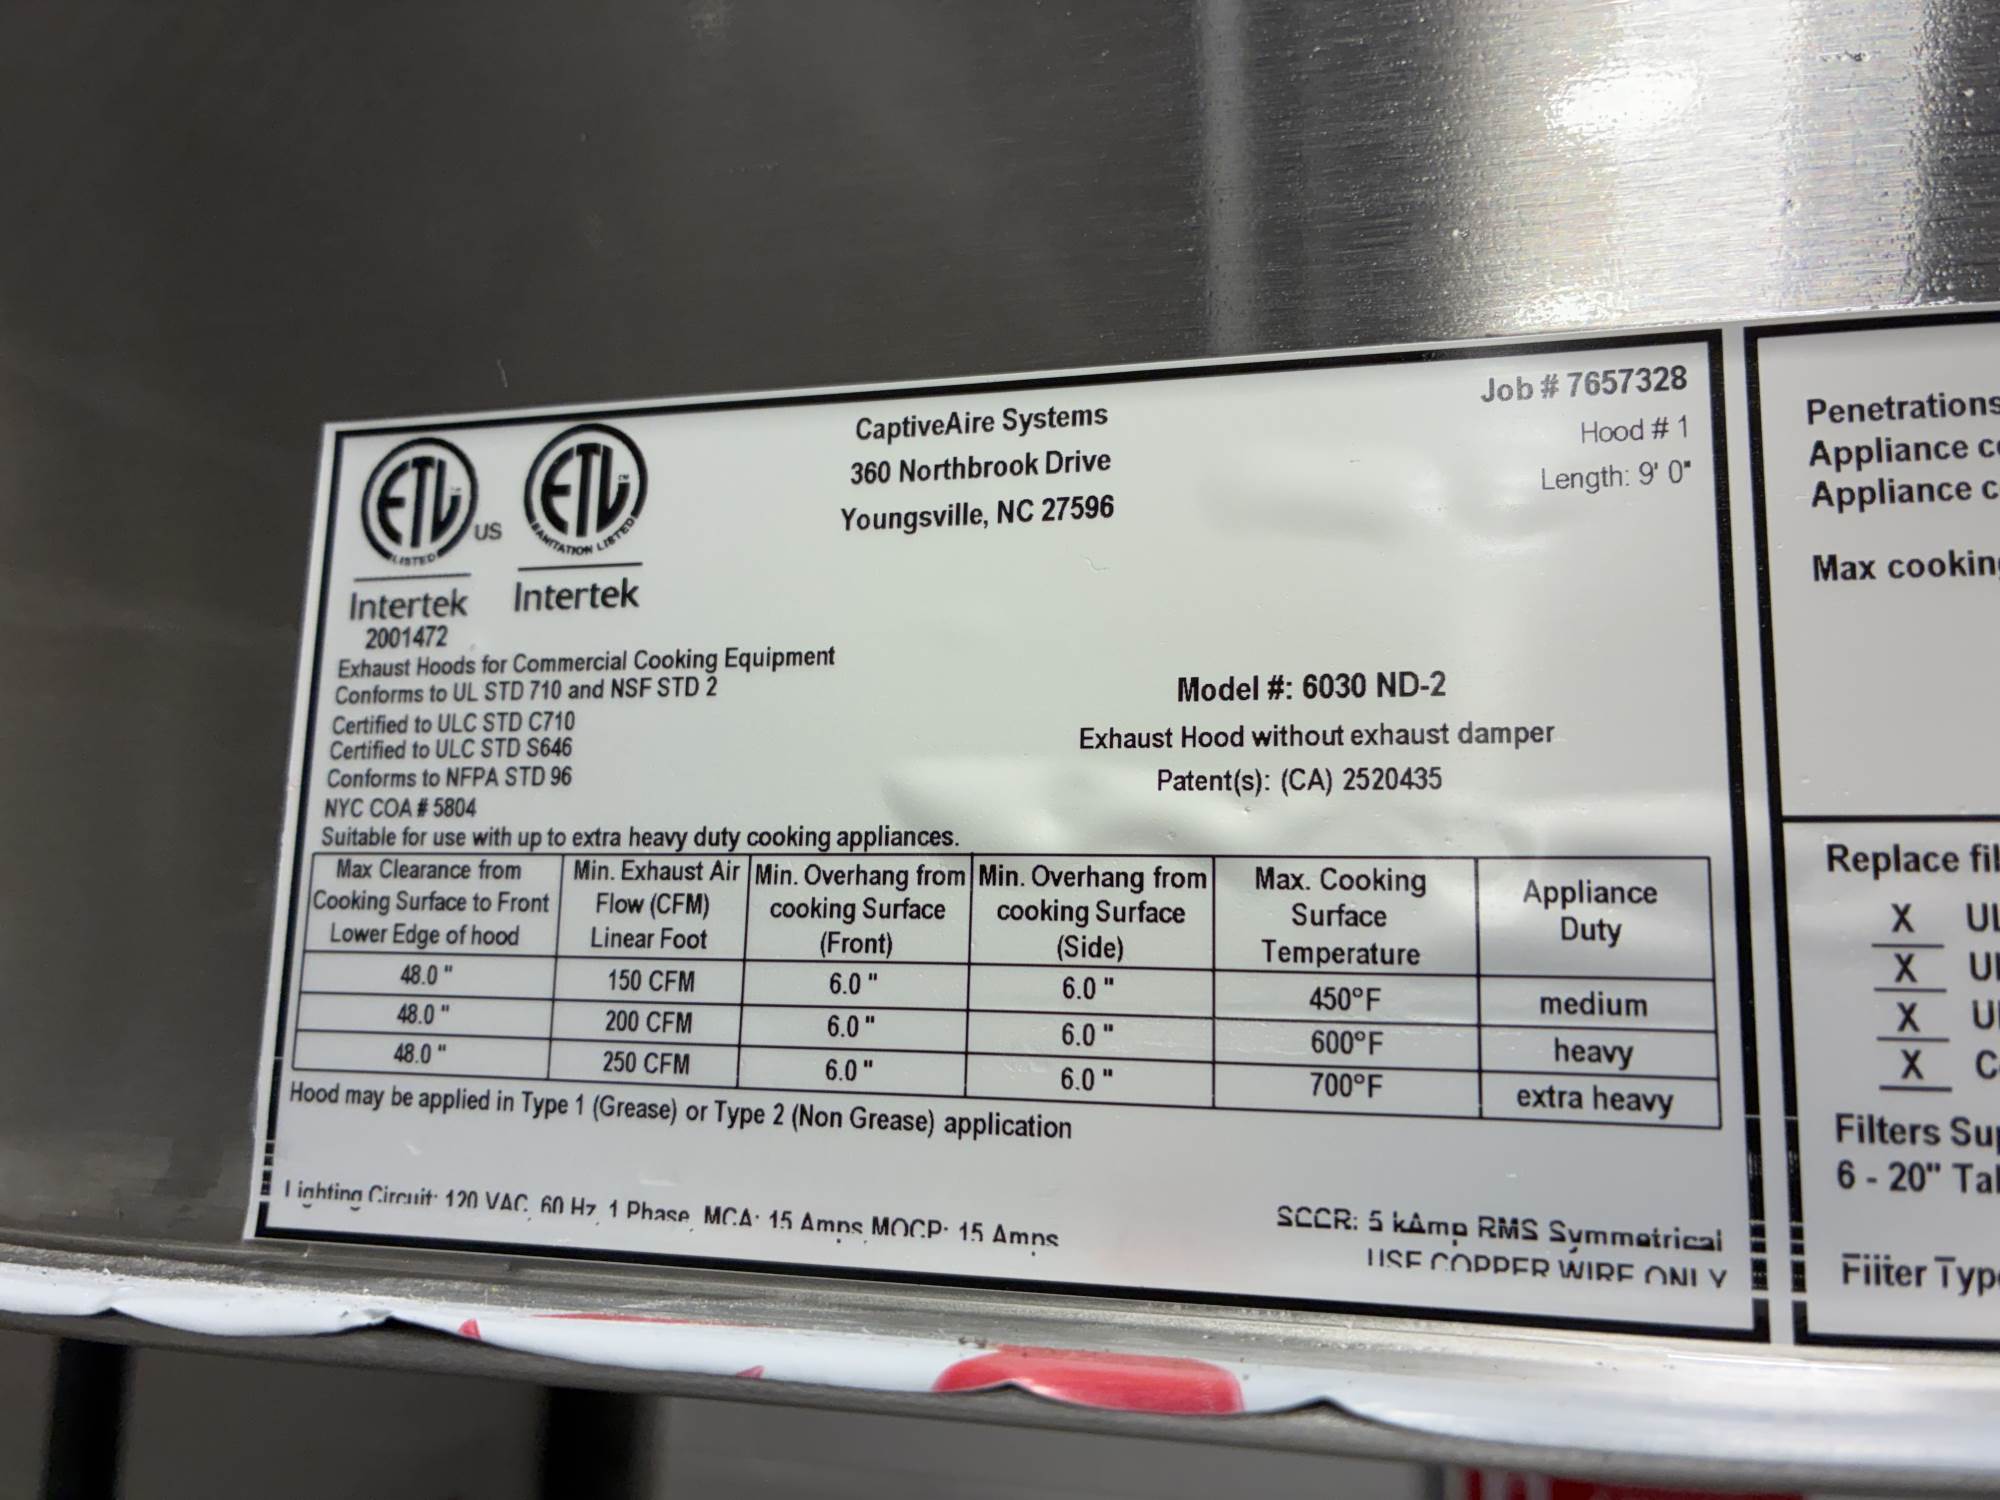 Job # 7657328
Hood # 1
Length: 9' 0"
CaptiveAire Systems
360 Northbrook Drive
Youngsville, NC 27596
ETL
LISTED
US
Intertek
2001472
ETL
SANITATION LISTED
Intertek
Exhaust Hoods for Commercial Cooking Equipment
Conforms to UL STD 710 and NSF STD 2
Certified to ULC STD C710
Certified to ULC STD S646
Conforms to NFPA STD 96
NYC COA # 5804
Suitable for use with up to extra heavy duty cooking appliances.
Model #: 6030 ND-2
Exhaust Hood without exhaust damper
Patent(s): (CA) 2520435
Max Clearance from Cooking Surface to Front Lower Edge of hood
Min. Exhaust Air Flow (CFM) Linear Foot
Min. Overhang from cooking Surface (Front)
Min. Overhang from cooking Surface (Side)
Max. Cooking Surface Temperature
Appliance Duty
48.0 " 150 CFM 6.0 " 6.0 " 450°F medium
48.0 " 200 CFM 6.0 " 6.0 " 600°F heavy
48.0 " 250 CFM 6.0 " 6.0 " 700°F extra heavy
Hood may be applied in Type 1 (Grease) or Type 2 (Non Grease) application
Lighting Circuit: 120 VAC, 60 Hz, 1 Phase, MCA: 15 Amps MOCP: 15 Amps
SCCR: 5 kAmp RMS Symmetrical
USE COPPER WIRE ONLY
Penetrations
Appliance
Appliance
Max
Replace
X
X
X
X
Filters
6 - 20"
Filter